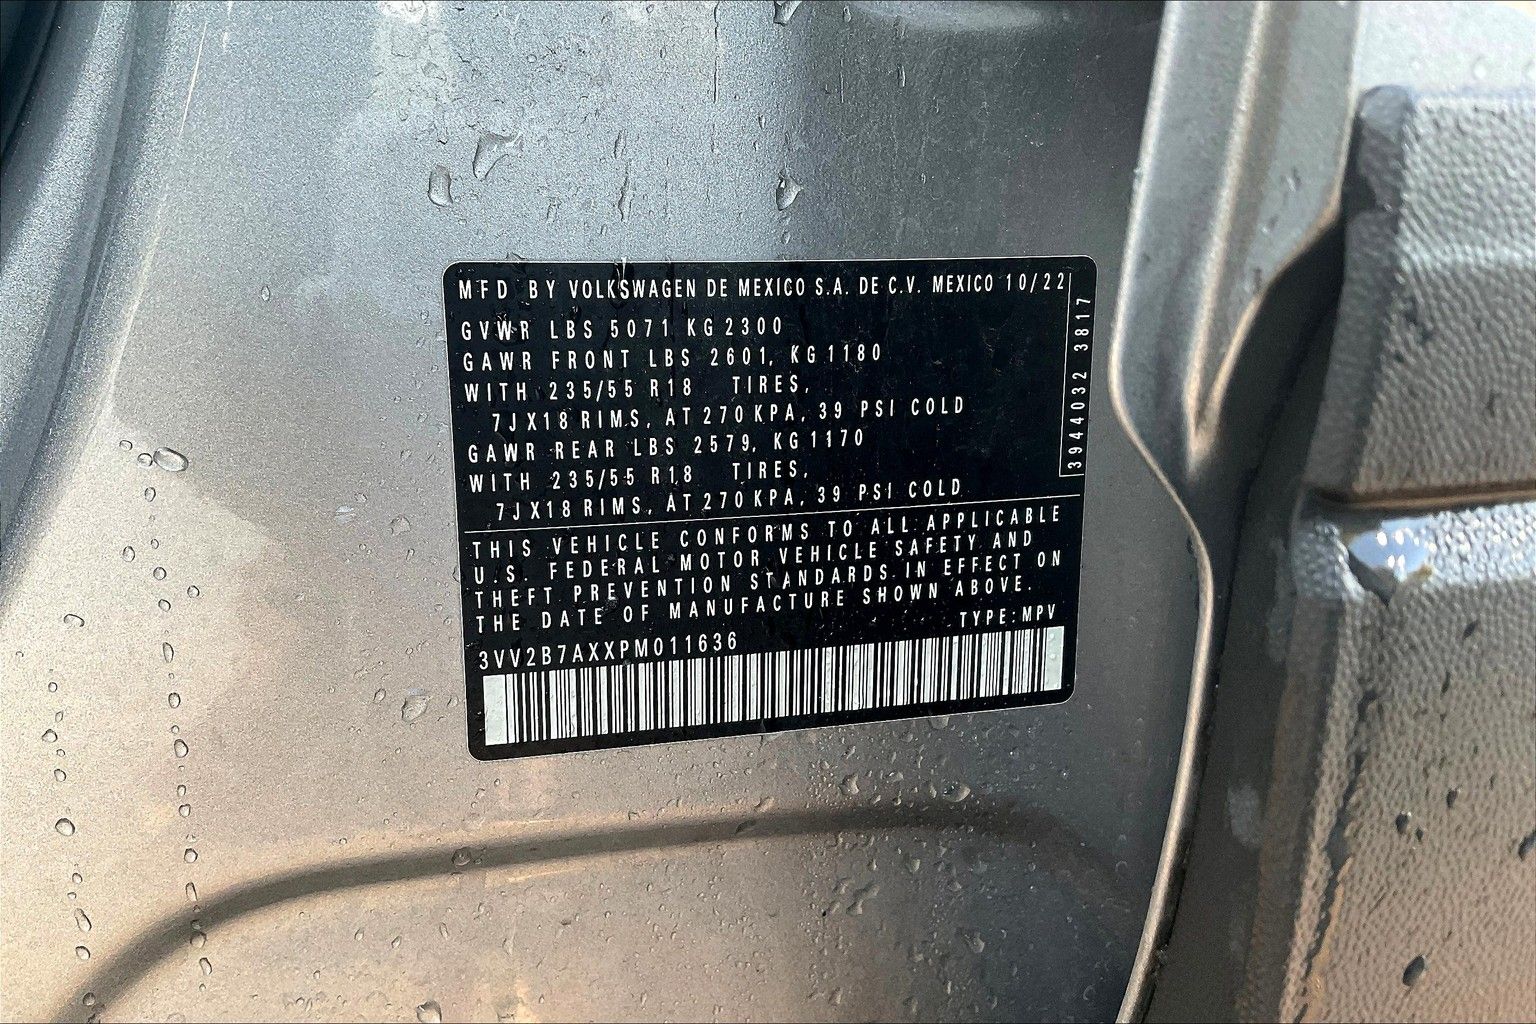 MFD BY VOLKSWAGEN DE MEXICO S.A. DE C.V. MEXICO 10/22
GVWR LBS 5071 KG 2300
GAWR FRONT LBS 2601, KG 1180
WITH 235/55 R18 TIRES,
7JX18 RIMS, AT 270 KPA, 39 PSI COLD
GAWR REAR LBS 2579, KG 1170
WITH 235/55 R18 TIRES,
7JX18 RIMS, AT 270 KPA, 39 PSI COLD
3944032 3817
THIS VEHICLE CONFORMS TO ALL APPLICABLE
U.S. FEDERAL MOTOR VEHICLE SAFETY AND
THEFT PREVENTION STANDARDS IN EFFECT ON
THE DATE OF MANUFACTURE SHOWN ABOVE.
TYPE: MPV
3VV2B7AXXPM011636